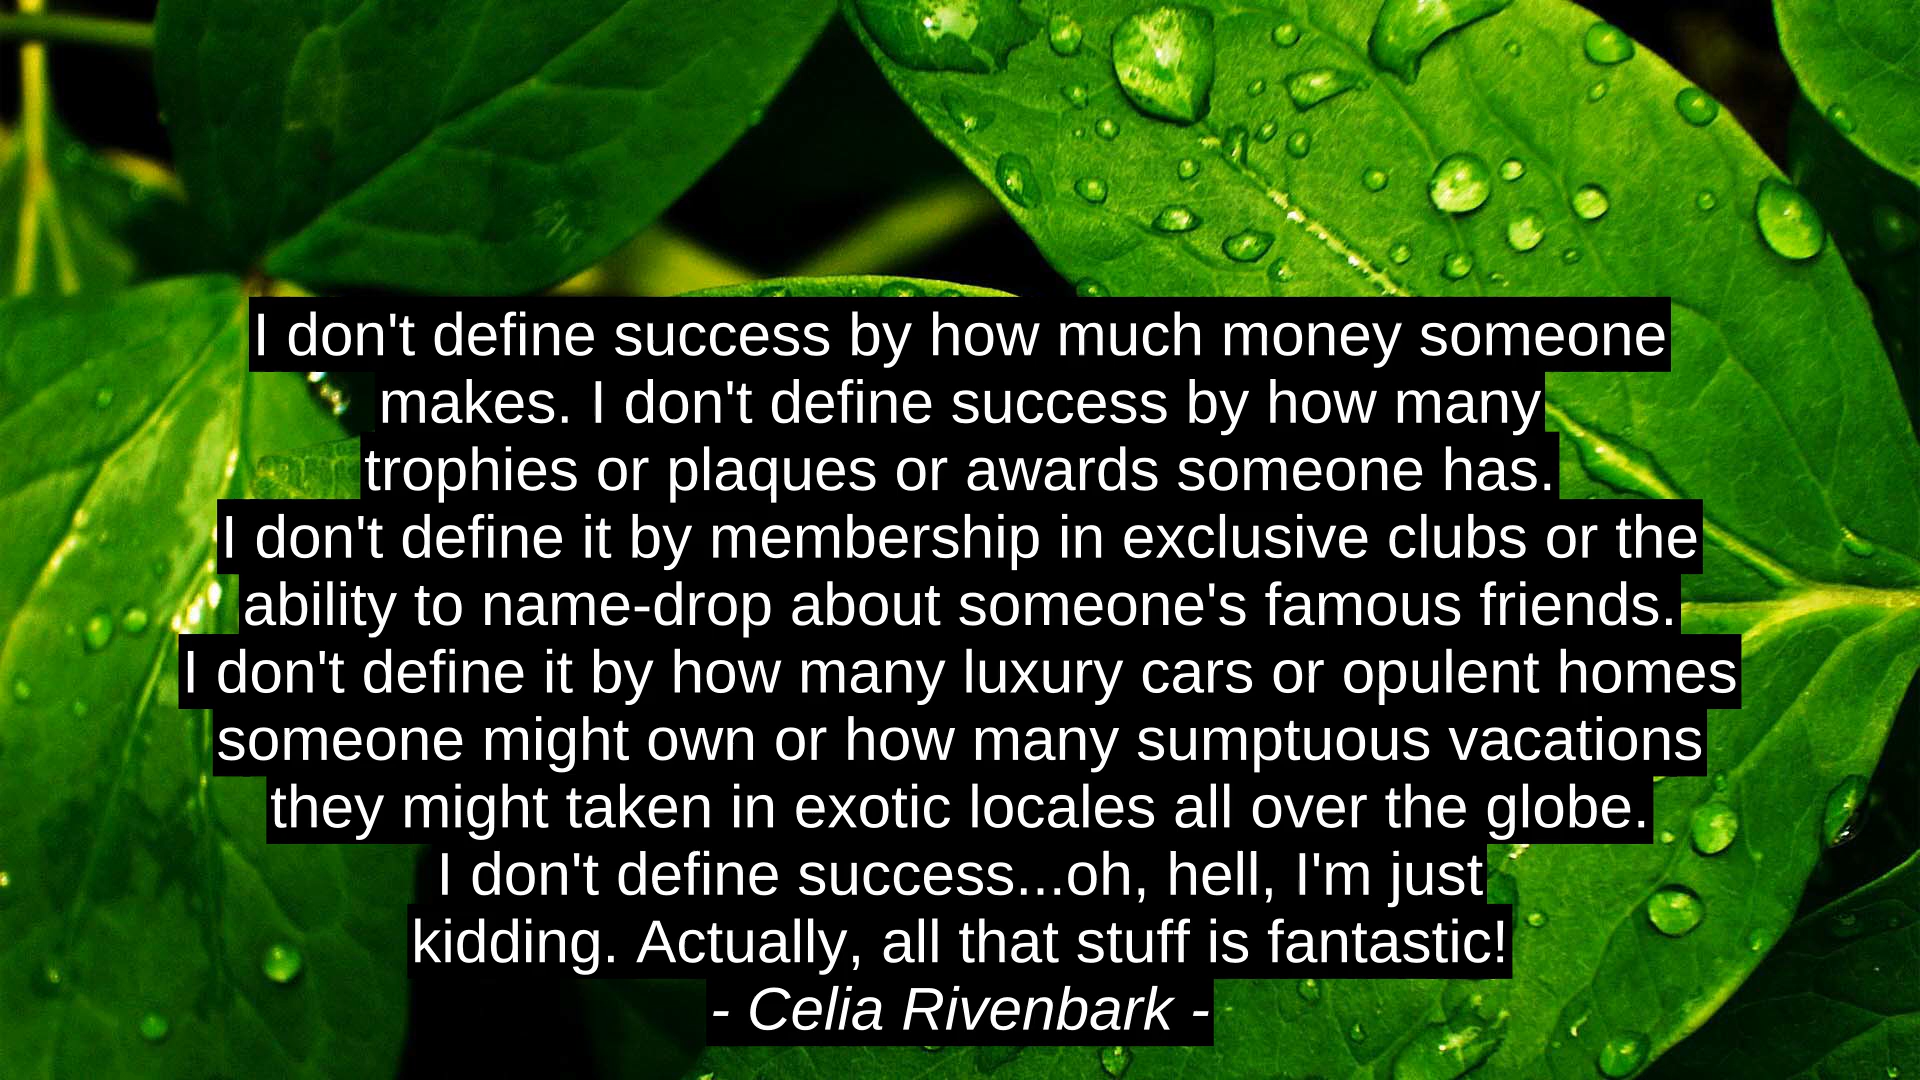 I don't define success by how much money someone
makes. I don't define success by how many
trophies or plaques or awards someone has.
I don't define it by membership in exclusive clubs or the
ability to name-drop about someone's famous friends.
I don't define it by how many luxury cars or opulent homes
someone might own or how many sumptuous vacations
they might taken in exotic locales all over the globe.
I don't define success...oh, hell, I'm just
kidding. Actually, all that stuff is fantastic!
- Celia Rivenbark -